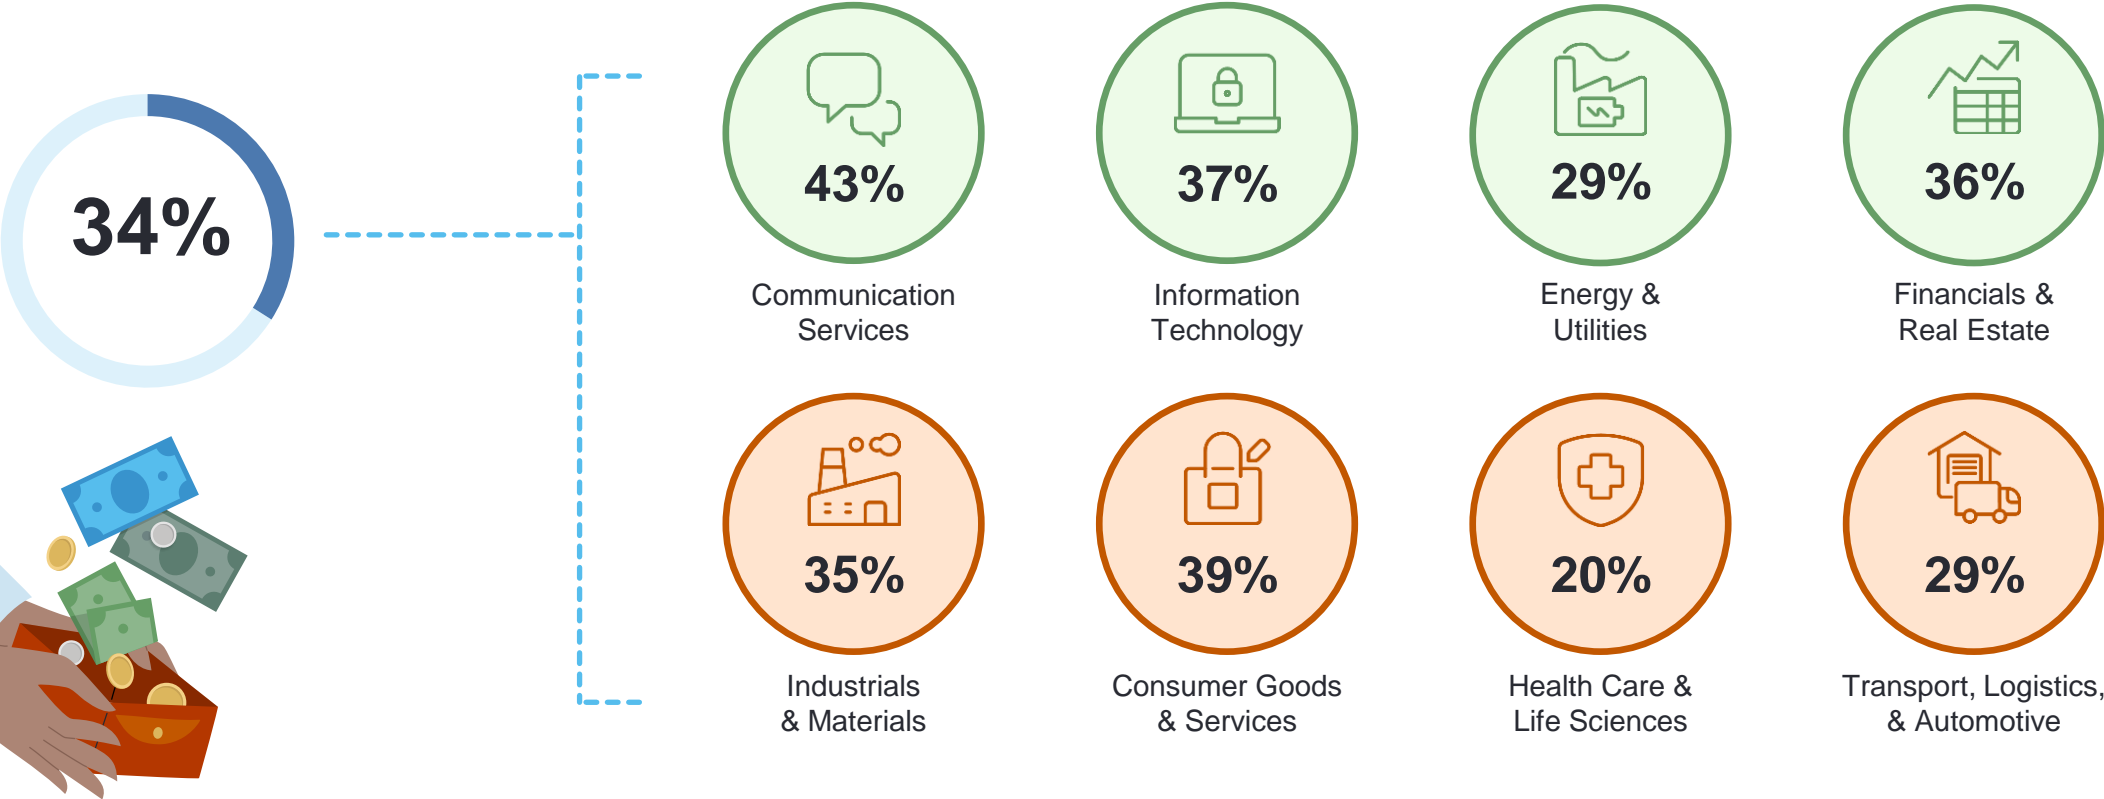 34%
43%
Communication
Services
37%
Information
Technology
29%
Energy &
Utilities
36%
Financials &
Real Estate
35%
Industrials
& Materials
39%
Consumer Goods
& Services
20%
Health Care &
Life Sciences
29%
Transport, Logistics,
& Automotive